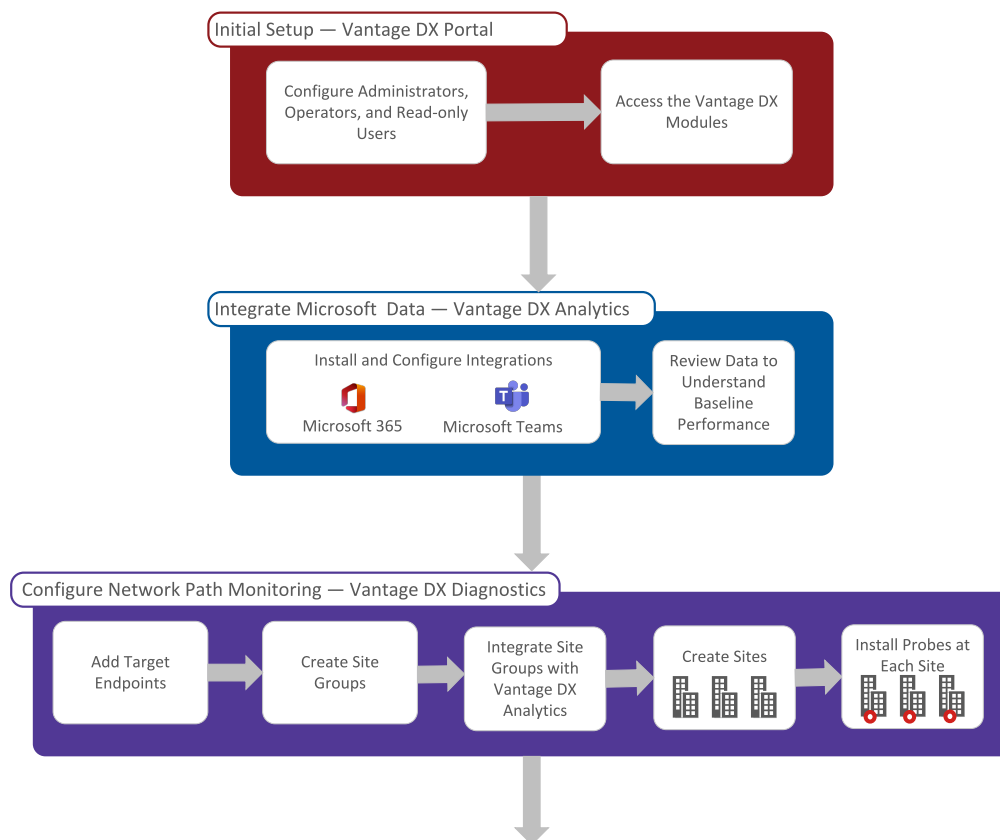 Initial Setup — Vantage DX Portal
Configure Administrators,
Operators, and Read-only
Users
Access the Vantage DX
Modules
Integrate Microsoft Data — Vantage DX Analytics
Install and Configure Integrations
Microsoft 365
T
Microsoft Teams
Review Data to
Understand
Baseline
Performance
Configure Network Path Monitoring — Vantage DX Diagnostics
Add Target
Endpoints
Create Site
Groups
Integrate Site
Groups with
Vantage DX
Analytics
Create Sites
Install Probes at
Each Site